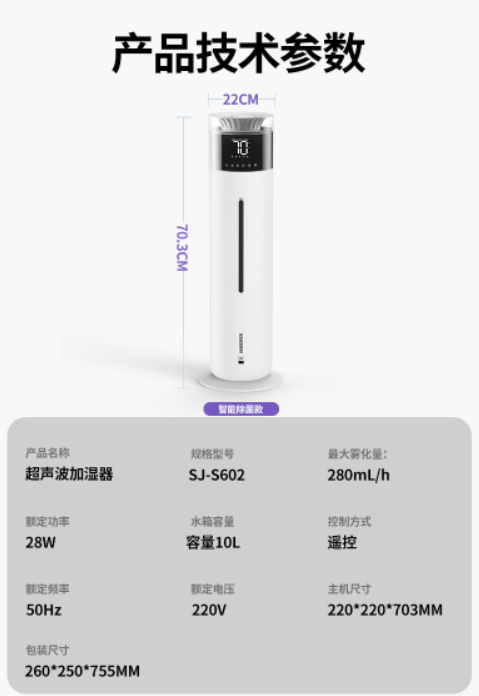 产品技术参数
22CM
70
70.3CM
智能除菌款
产品名称
规格型号
最大雾化量:
超声波加湿器
SJ-S602
280mL/h
额定功率
水箱容量
控制方式
28W
容量10L
遥控
额定频率
额定电压
主机尺寸
50Hz
220V
220*220*703MM
包装尺寸
260*250*755MM